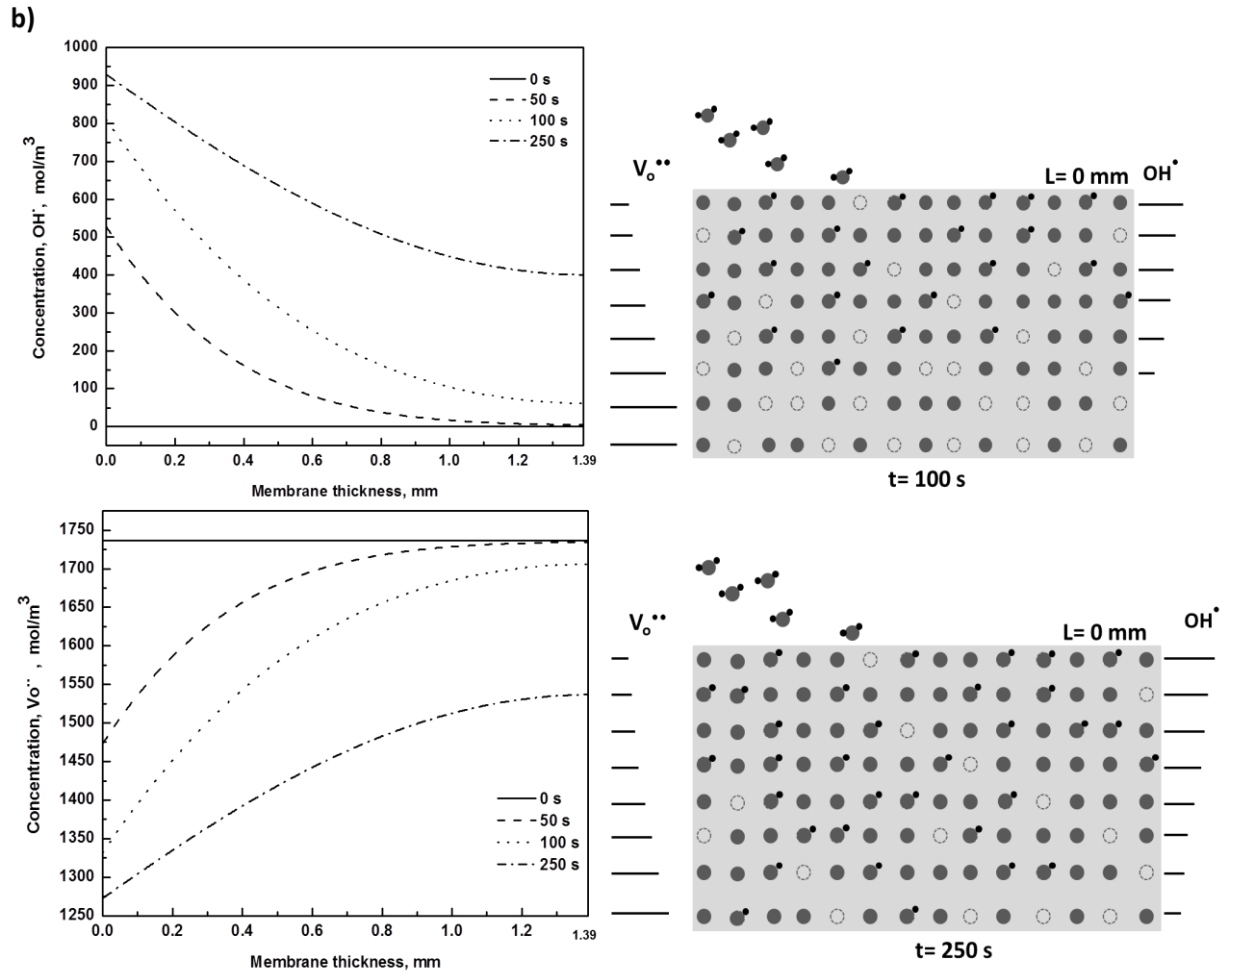 b)
Concentration, OH˙, mol/m³
1000
900
800
700
600
500
400
300
200
100
0
0 s
50 s
100 s
250 s
0.0 0.2 0.4 0.6 0.8 1.0 1.2 1.39
Membrane thickness, mm
Vo••
L= 0 mm
OH•
t= 100 s
Concentration, Vo¨ , mol/m³
1750
1700
1650
1600
1550
1500
1450
1400
1350
1300
1250
0 s
50 s
100 s
250 s
0.0 0.2 0.4 0.6 0.8 1.0 1.2 1.39
Membrane thickness, mm
Vo••
L= 0 mm
OH•
t= 250 s